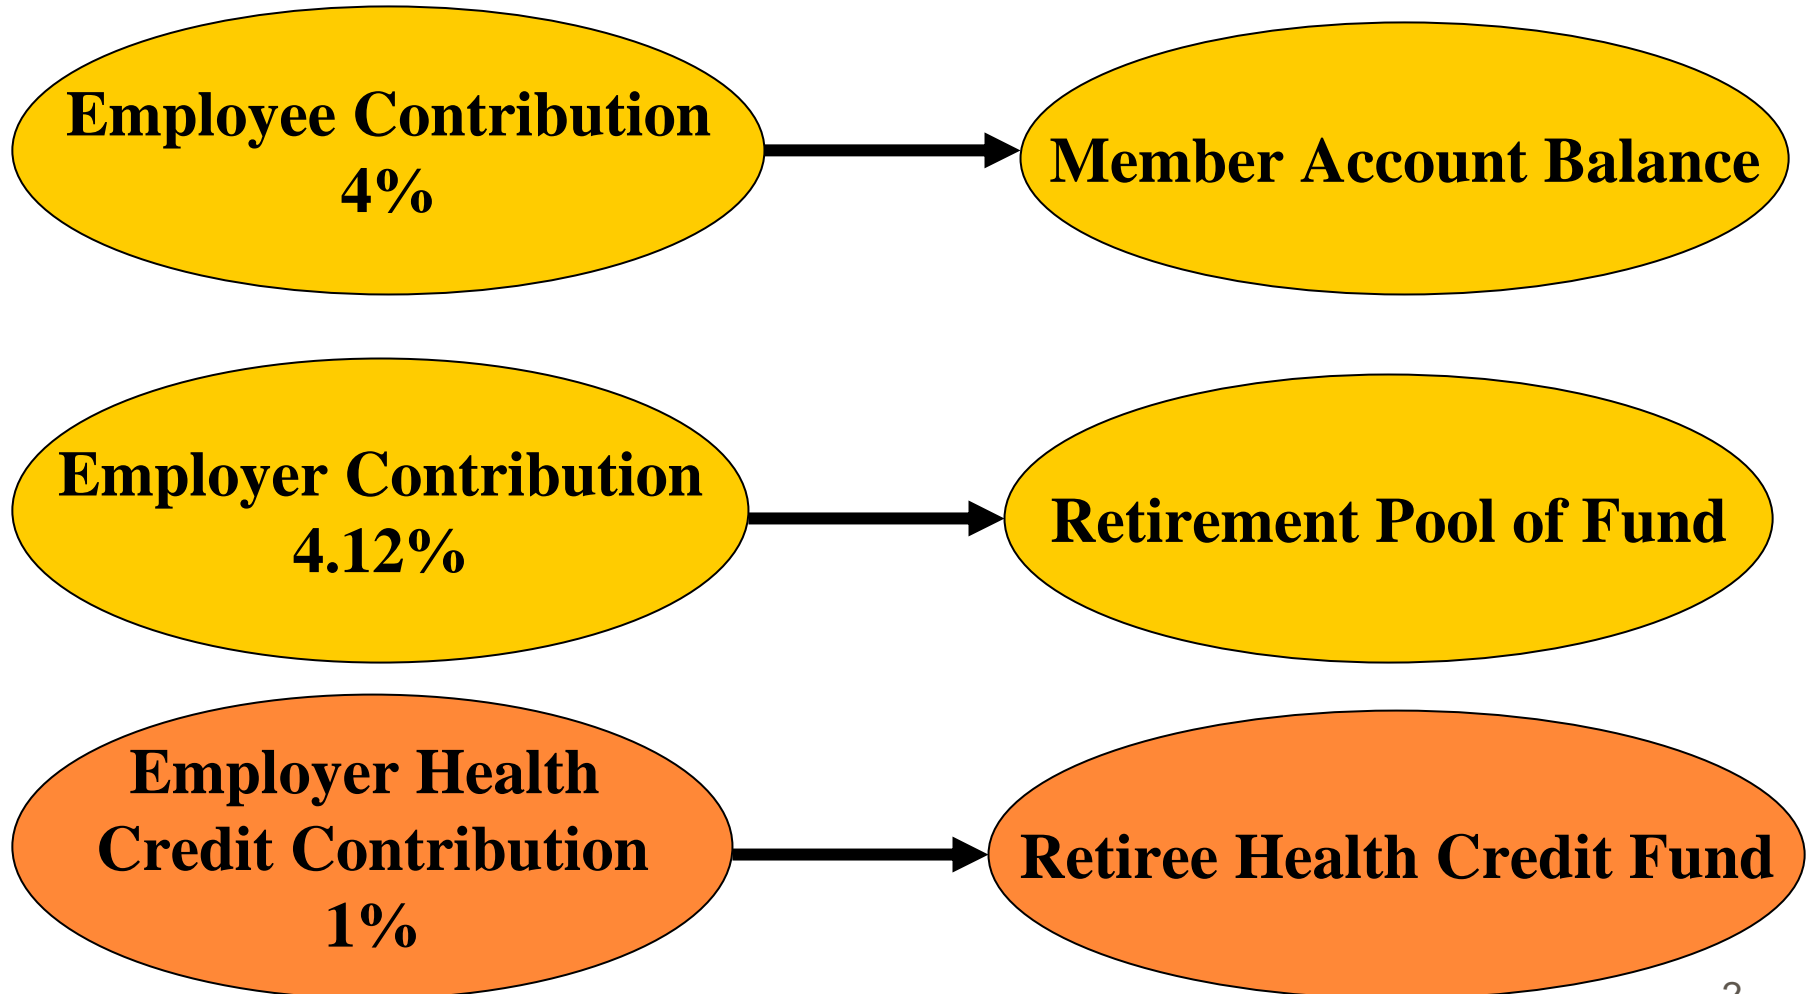 Employee Contribution
4%
Member Account Balance
Employer Contribution
4.12%
Retirement Pool of Fund
Employer Health
Credit Contribution
1%
Retiree Health Credit Fund